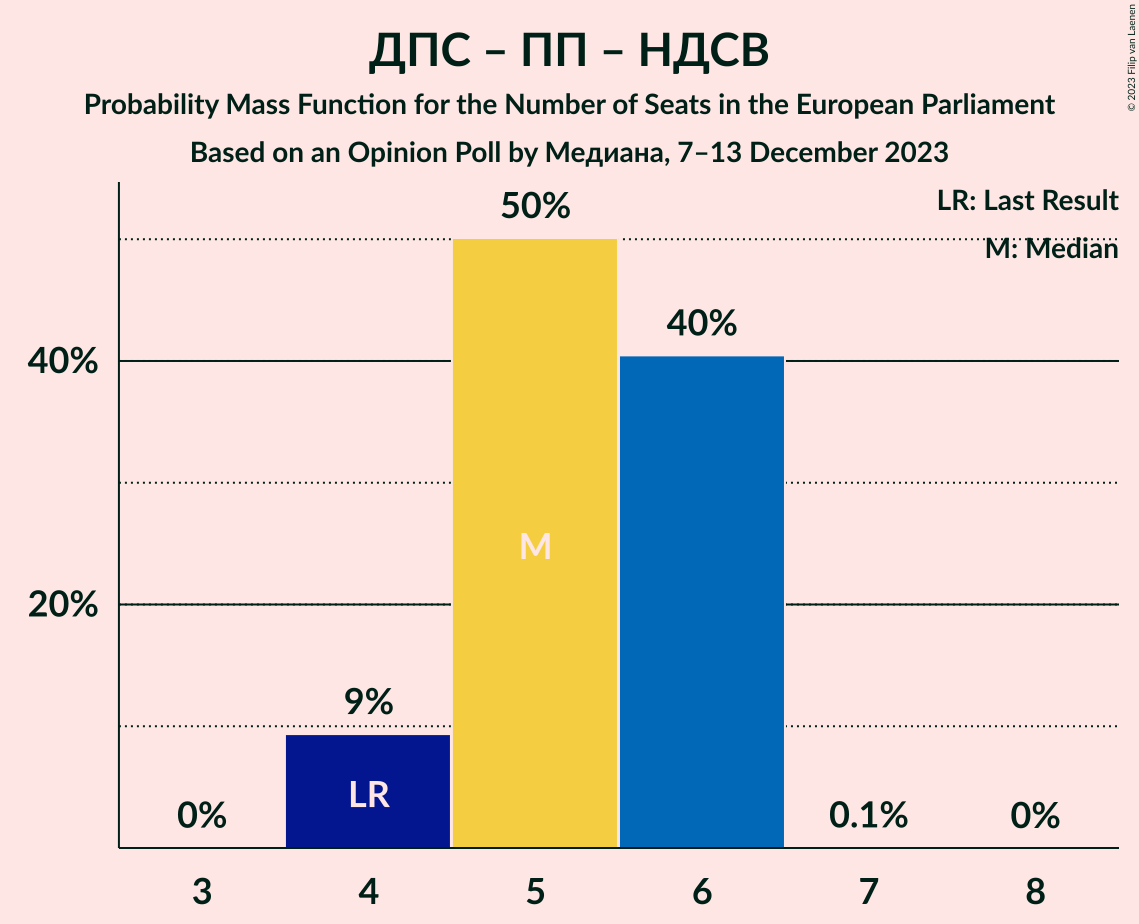 ДПС – ПП – НДСВ
Probability Mass Function for the Number of Seats in the European Parliament
Based on an Opinion Poll by Медиана, 7–13 December 2023
© 2023 Filip van Laenen
LR: Last Result
M: Median
50%
40%
40%
M
20%
9%
LR
0%
0.1%
0%
3 4 5 6 7 8